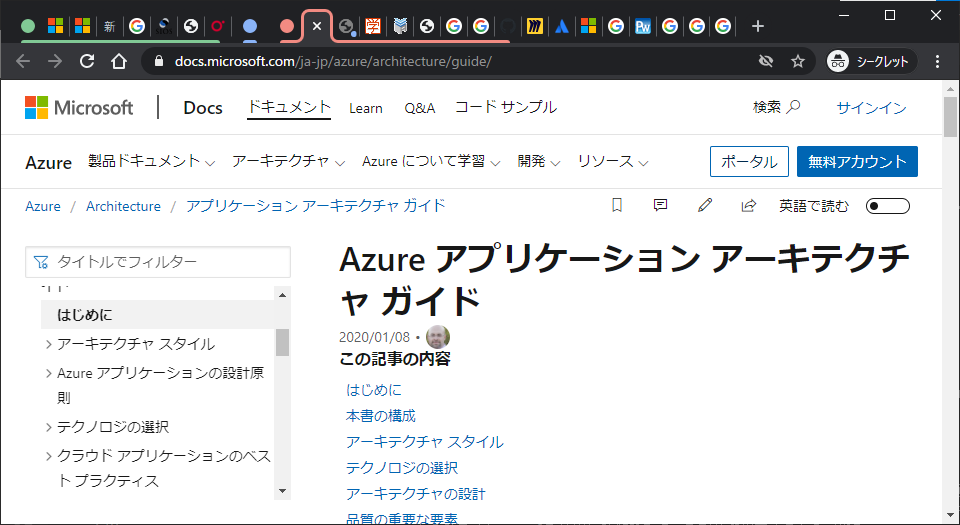 新
docs.microsoft.com/ja-jp/azure/architecture/guide/
シークレット
Microsoft
Docs
ドキュメント
Learn
Q&A
コード サンプル
検索
サインイン
Azure
製品ドキュメント
アーキテクチャ
Azure について学習
開発
リソース
ポータル
無料アカウント
Azure / Architecture / アプリケーション アーキテクチャ ガイド
英語で読む
タイトルでフィルター
はじめに
アーキテクチャ スタイル
Azure アプリケーションの設計原
則
テクノロジの選択
クラウド アプリケーションのベス
ト プラクティス
Azure アプリケーション アーキテクチ
ャ ガイド
2020/01/08 •
この記事の内容
はじめに
本書の構成
アーキテクチャ スタイル
テクノロジの選択
アーキテクチャの設計
品質の重要な要素